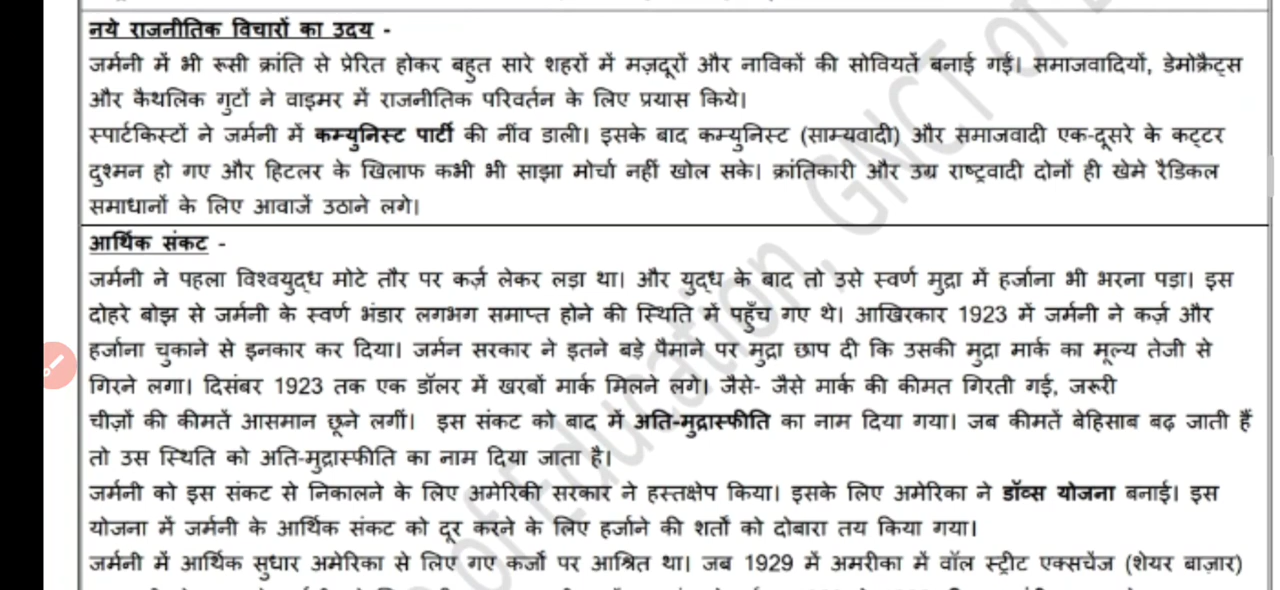 नये राजनीतिक विचारों का उदय -
जर्मनी में भी रूसी क्रांति से प्रेरित होकर बहुत सारे शहरों में मज़दूरों और नाविकों की सोवियतें बनाई गई। समाजवादियों, डेमोक्रैट्स
और कैथलिक गुटों ने वाइमर में राजनीतिक परिवर्तन के लिए प्रयास किये।
स्पार्टकिस्टों ने जर्मनी में कम्युनिस्ट पार्टी की नींव डाली। इसके बाद कम्युनिस्ट (साम्यवादी) और समाजवादी एक-दूसरे के कट्टर
दुश्मन हो गए और हिटलर के खिलाफ कभी भी साझा मोर्चा नहीं खोल सके। क्रांतिकारी और उग्र राष्ट्रवादी दोनों ही खेमे रैडिकल
समाधानों के लिए आवाजें उठाने लगे।
आर्थिक संकट -
जर्मनी ने पहला विश्वयुद्ध मोटे तौर पर कर्ज़ लेकर लड़ा था। और युद्ध के बाद तो उसे स्वर्ण मुद्रा में हर्जाना भी भरना पड़ा। इस
दोहरे बोझ से जर्मनी के स्वर्ण भंडार लगभग समाप्त होने की स्थिति में पहुँच गए थे। आखिरकार 1923 में जर्मनी ने कर्ज़ और
हर्जाना चुकाने से इनकार कर दिया। जर्मन सरकार ने इतने बड़े पैमाने पर मुद्रा छाप दी कि उसकी मुद्रा मार्क का मूल्य तेजी से
गिरने लगा। दिसंबर 1923 तक एक डॉलर में खरबों मार्क मिलने लगे। जैसे- जैसे मार्क की कीमत गिरती गई, जरूरी
चीज़ों की कीमतें आसमान छूने लगीं। इस संकट को बाद में अति-मुद्रास्फीति का नाम दिया गया। जब कीमतें बेहिसाब बढ़ जाती हैं
तो उस स्थिति को अति-मुद्रास्फीति का नाम दिया जाता है।
जर्मनी को इस संकट से निकालने के लिए अमेरिकी सरकार ने हस्तक्षेप किया। इसके लिए अमेरिका ने डॉव्स योजना बनाई। इस
योजना में जर्मनी के आर्थिक संकट को दूर करने के लिए हर्जाने की शर्तों को दोबारा तय किया गया।
जर्मनी में आर्थिक सुधार अमेरिका से लिए गए कर्जों पर आश्रित था। जब 1929 में अमरीका में वॉल स्ट्रीट एक्सचेंज (शेयर बाज़ार)
of Education, GNCT of